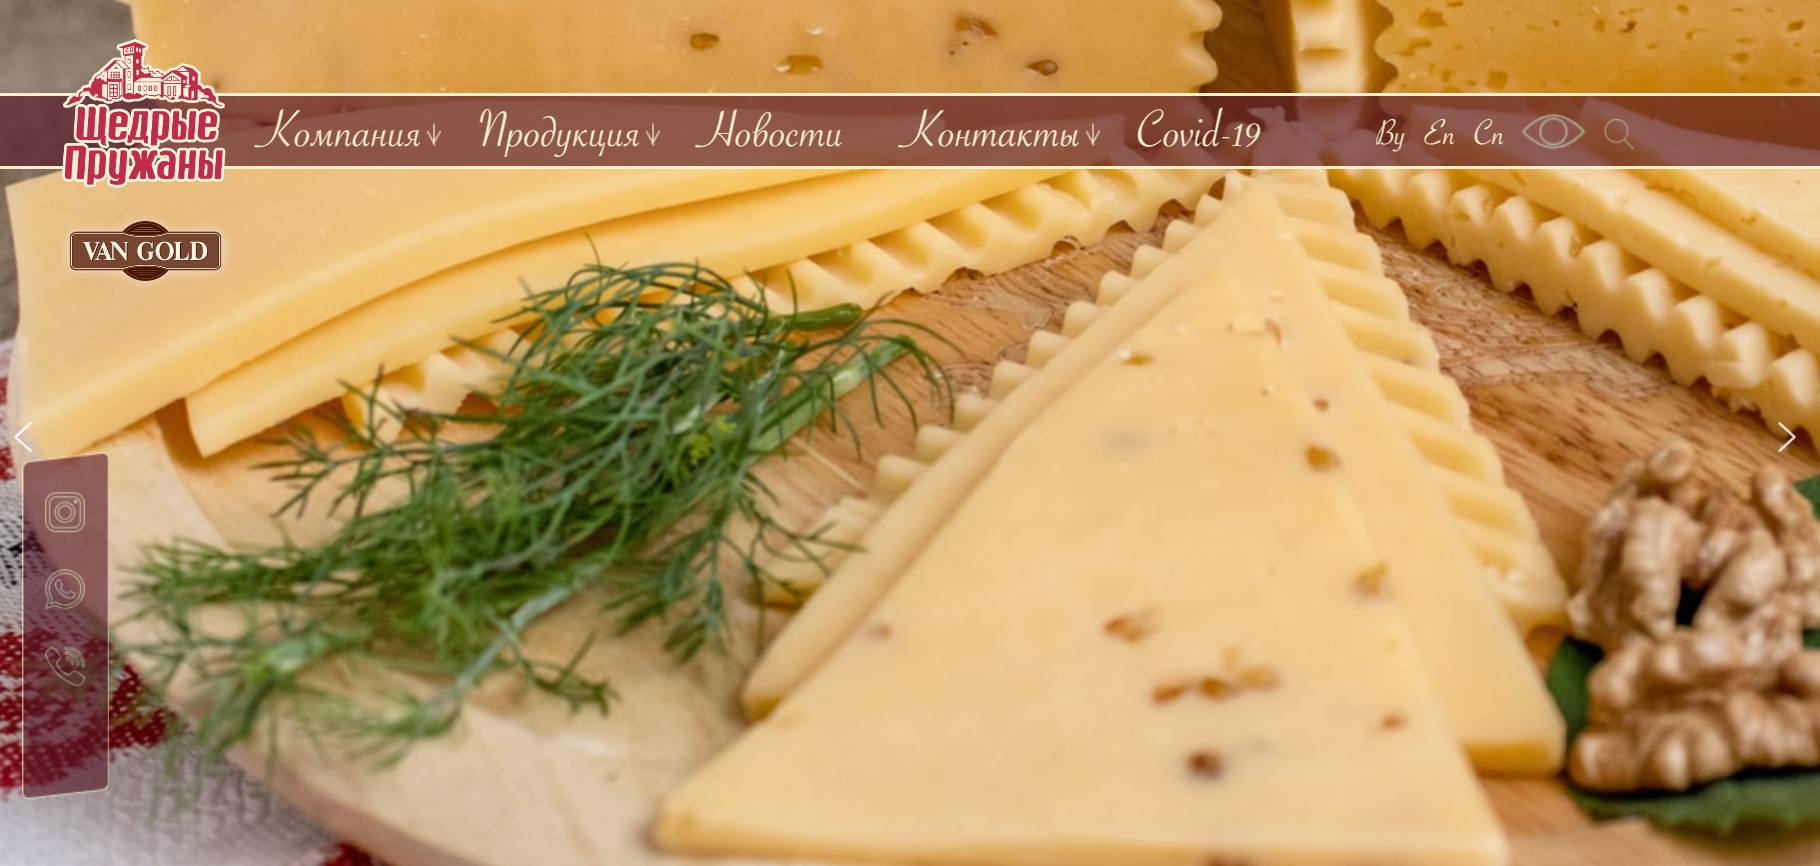 Щедрые
Пружаны
Компания Продукция Новости Контакты Covid-19 By En Cn
VAN GOLD